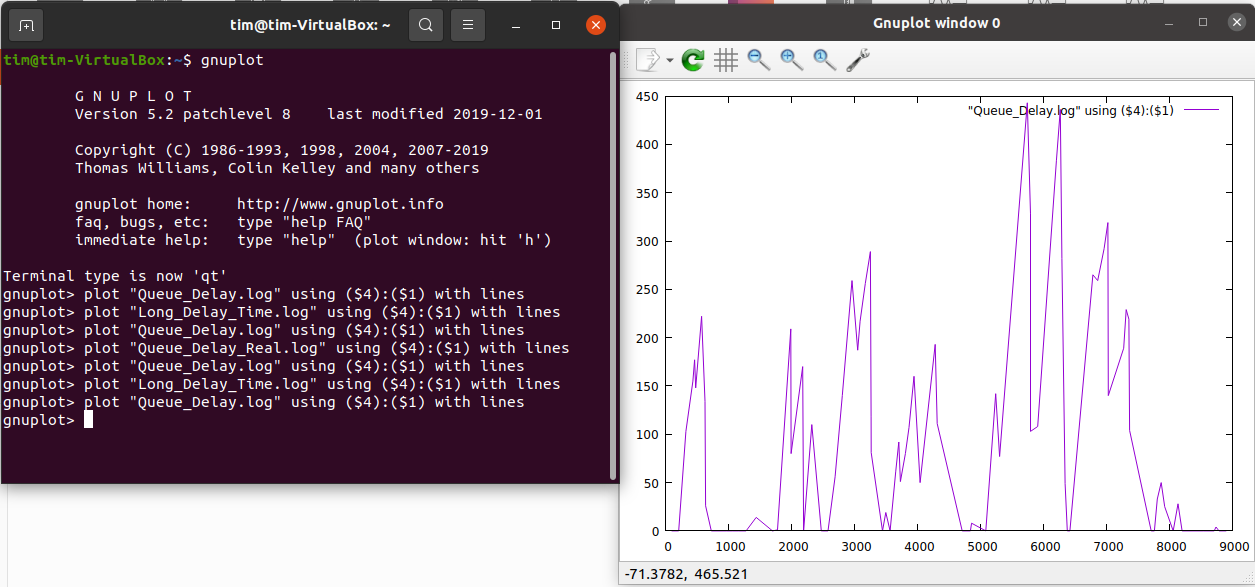 tim@tim-VirtualBox: ~
tim@tim-VirtualBox:~$ gnuplot
G N U P L O T
Version 5.2 patchlevel 8    last modified 2019-12-01
Copyright (C) 1986-1993, 1998, 2004, 2007-2019
Thomas Williams, Colin Kelley and many others
gnuplot home:     http://www.gnuplot.info
faq, bugs, etc:   type "help FAQ"
immediate help:   type "help"  (plot window: hit 'h')
Terminal type is now 'qt'
gnuplot> plot "Queue_Delay.log" using ($4):($1) with lines
gnuplot> plot "Long_Delay_Time.log" using ($4):($1) with lines
gnuplot> plot "Queue_Delay.log" using ($4):($1) with lines
gnuplot> plot "Queue_Delay_Real.log" using ($4):($1) with lines
gnuplot> plot "Queue_Delay.log" using ($4):($1) with lines
gnuplot> plot "Long_Delay_Time.log" using ($4):($1) with lines
gnuplot> plot "Queue_Delay.log" using ($4):($1) with lines
gnuplot>
Gnuplot window 0
1
"Queue_Delay.log" using ($4):($1)
450
400
350
300
250
200
150
100
50
0
0 1000 2000 3000 4000 5000 6000 7000 8000 9000
-71.3782, 465.521